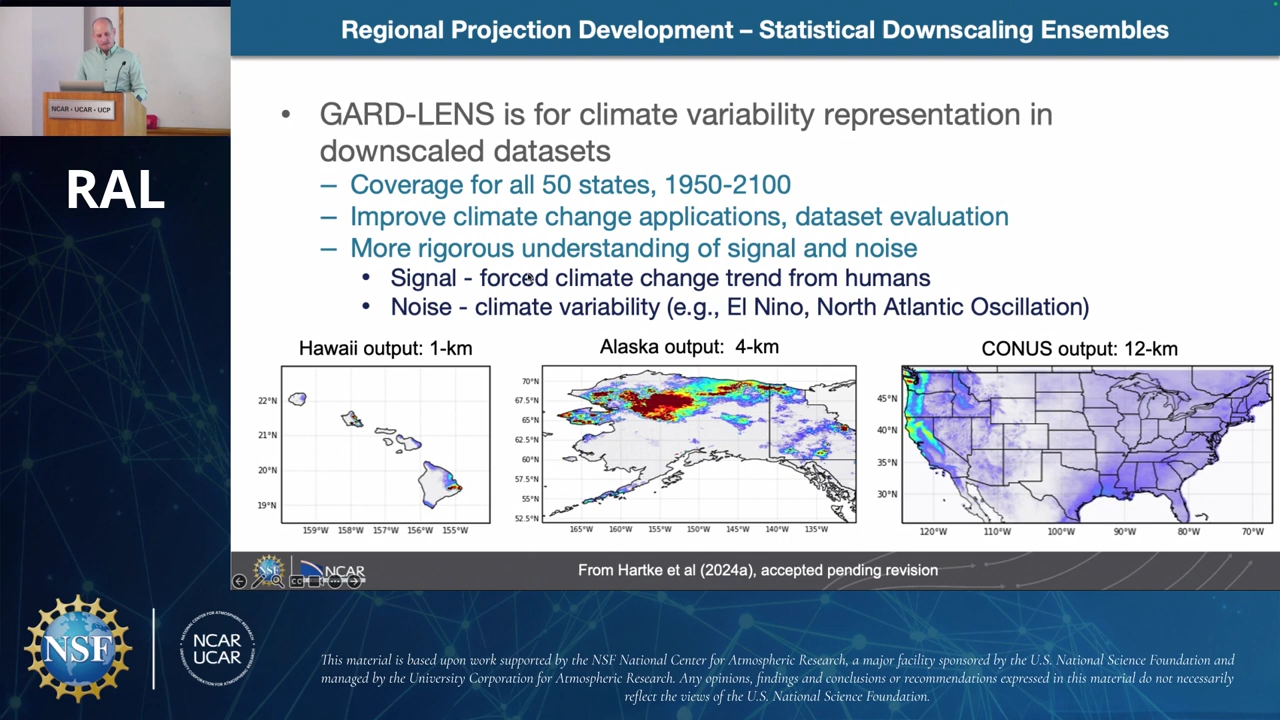 Regional Projection Development – Statistical Downscaling Ensembles
NCAR • UCAR • UCP
RAL
• GARD-LENS is for climate variability representation in
downscaled datasets
– Coverage for all 50 states, 1950-2100
– Improve climate change applications, dataset evaluation
– More rigorous understanding of signal and noise
• Signal - forced climate change trend from humans
• Noise - climate variability (e.g., El Nino, North Atlantic Oscillation)
Hawaii output: 1-km
22°N
21°N
20°N
19°N
159°W 158°W 157°W 156°W 155°W
Alaska output: 4-km
70°N
67.5°N
65°N
62.5°N
60°N
57.5°N
55°N
52.5°N
165°W 160°W 155°W 150°W 145°W 140°W 135°W
CONUS output: 12-km
45°N
40°N
35°N
30°N
120°W 110°W 100°W 90°W 80°W 70°W
NSF
NCAR
From Hartke et al (2024a), accepted pending revision
NSF
NCAR
UCAR
This material is based upon work supported by the NSF National Center for Atmospheric Research, a major facility sponsored by the U.S. National Science Foundation and
managed by the University Corporation for Atmospheric Research. Any opinions, findings and conclusions or recommendations expressed in this material do not necessarily
reflect the views of the U.S. National Science Foundation.